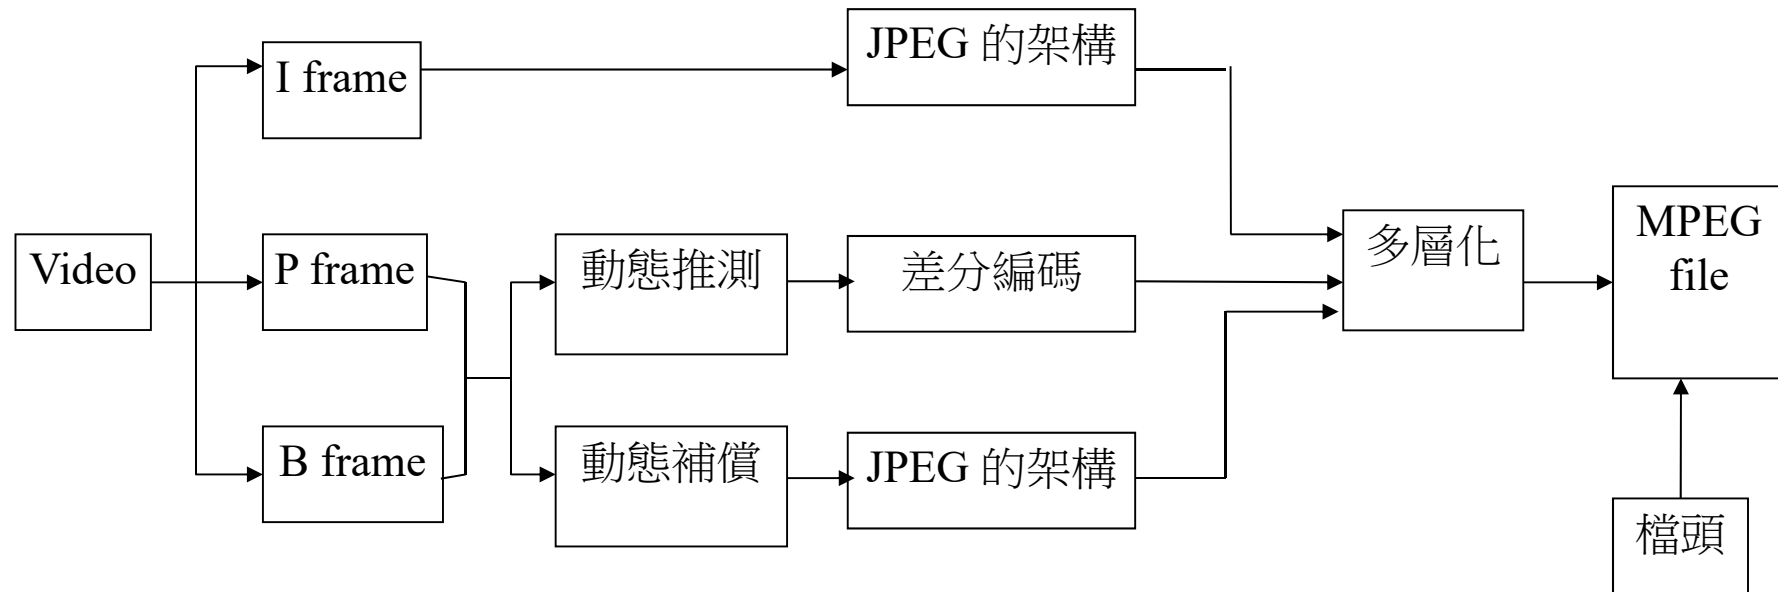 I frame
JPEG 的架構
Video
P frame
動態推測
差分編碼
多層化
MPEG
file
B frame
動態補償
JPEG 的架構
檔頭